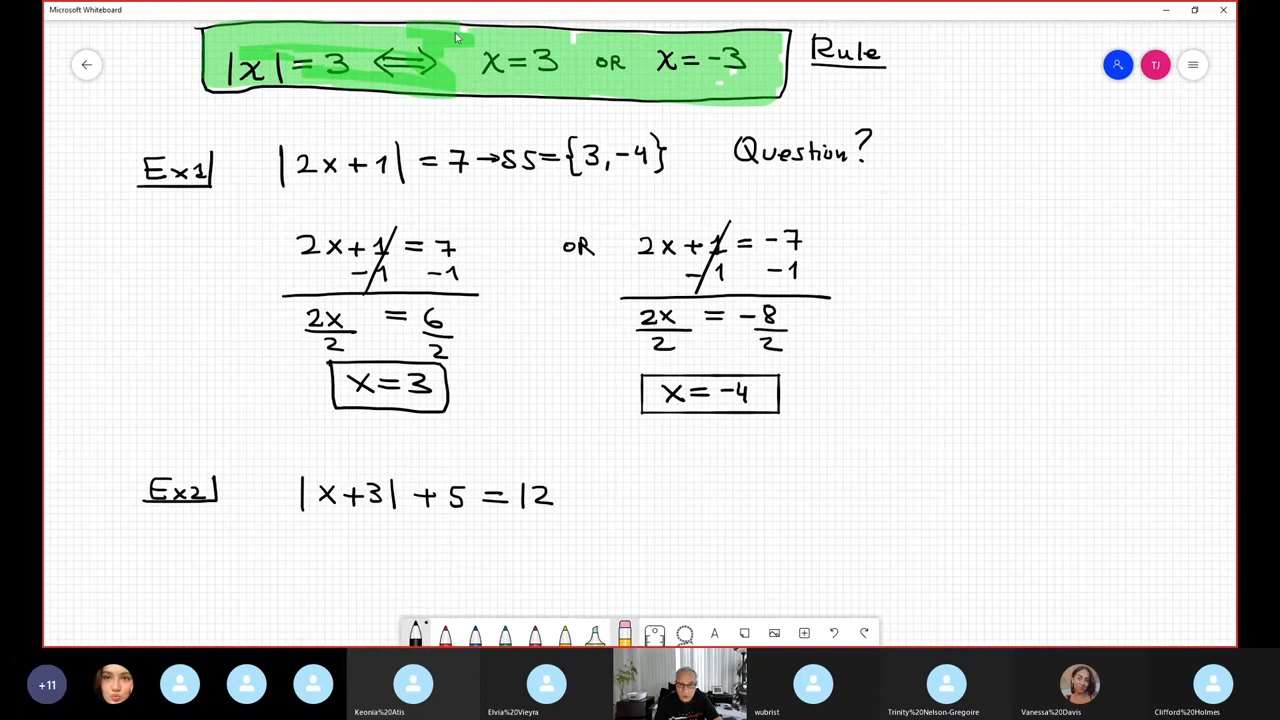 Microsoft Whiteboard
|x| = 3 ⟺ x = 3 OR x = -3 Rule
TJ
Ex1 |2x + 1| = 7 → SS = {3, -4} Question?
2x + 1 = 7 OR 2x + 1 = -7
-1 -1 -1 -1
2x = 6 2x = -8
2 2 2 2
x = 3 x = -4
Ex2 |x + 3| + 5 = 12
A
+11
Keonia%20Atis Elvia%20Vieyra wubrist Trinity%20Nelson-Gregoire Vanessa%20Davis Clifford%20Holmes